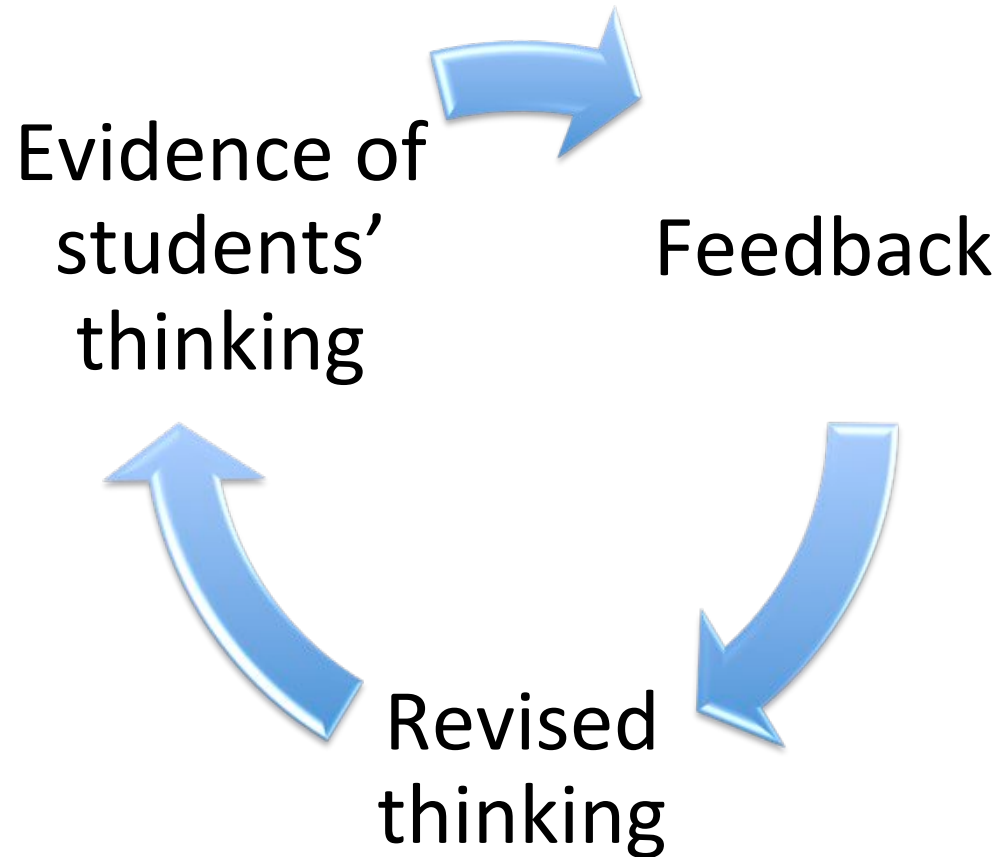 Evidence of
students’
thinking
Feedback
Revised
thinking